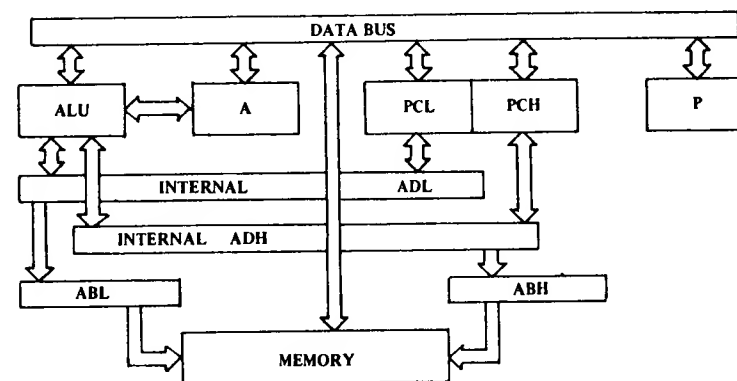 DATA BUS
ALU
A
PCL
PCH
P
INTERNAL ADL
INTERNAL ADH
ABL
ABH
MEMORY